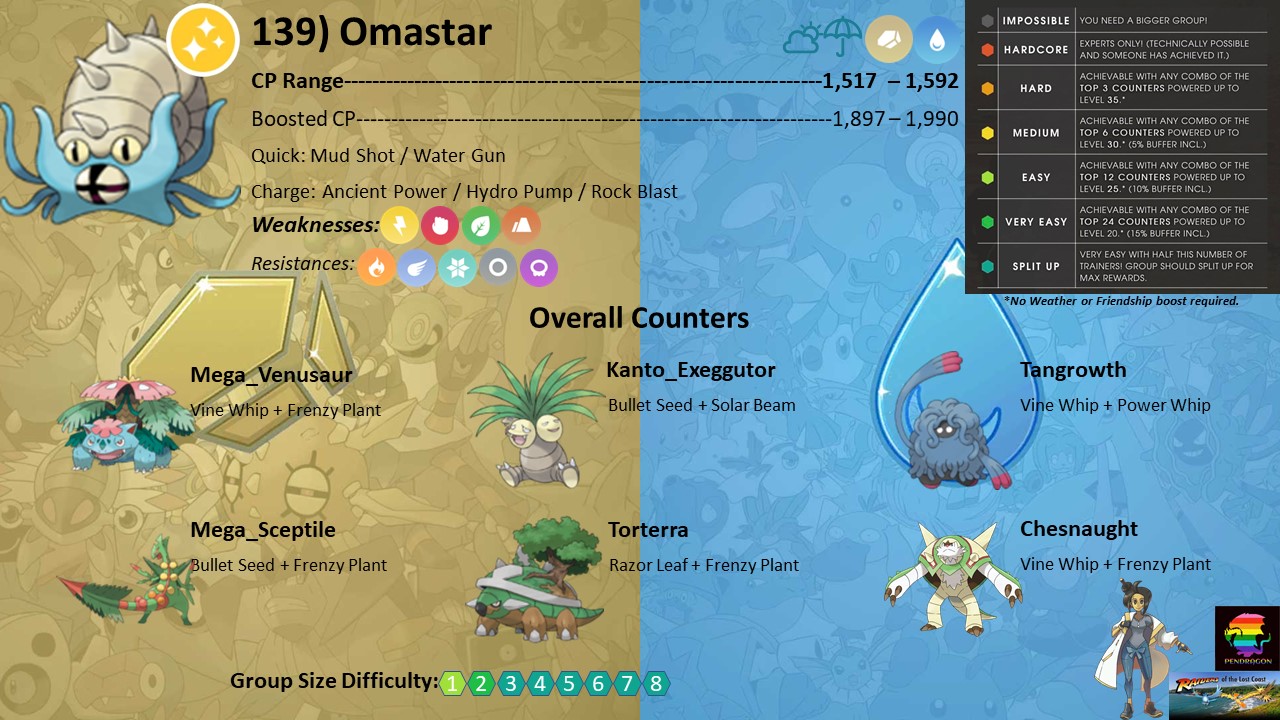 139) Omastar
CP Range-----------------------------------------------------------------------1,517 – 1,592
Boosted CP-----------------------------------------------------------------------1,897 – 1,990
Quick: Mud Shot / Water Gun
Charge: Ancient Power / Hydro Pump / Rock Blast
Weaknesses:
Resistances:
IMPOSSIBLE YOU NEED A BIGGER GROUP!
HARDCORE EXPERTS ONLY! (TECHNICALLY POSSIBLE
AND SOMEONE HAS ACHIEVED IT.)
HARD ACHIEVABLE WITH ANY COMBO OF THE
TOP 3 COUNTERS POWERED UP TO
LEVEL 35.*
MEDIUM ACHIEVABLE WITH ANY COMBO OF THE
TOP 6 COUNTERS POWERED UP TO
LEVEL 30.* (5% BUFFER INCL.)
EASY ACHIEVABLE WITH ANY COMBO OF THE
TOP 12 COUNTERS POWERED UP TO
LEVEL 25.* (10% BUFFER INCL.)
VERY EASY ACHIEVABLE WITH ANY COMBO OF THE
TOP 24 COUNTERS POWERED UP TO
LEVEL 20.* (15% BUFFER INCL.)
SPLIT UP VERY EASY WITH HALF THIS NUMBER OF
TRAINERS! GROUP SHOULD SPLIT UP FOR
MAX REWARDS.
*No Weather or Friendship boost required.
Overall Counters
Mega_Venusaur
Vine Whip + Frenzy Plant
Kanto_Exeggutor
Bullet Seed + Solar Beam
Tangrowth
Vine Whip + Power Whip
Mega_Sceptile
Bullet Seed + Frenzy Plant
Torterra
Razor Leaf + Frenzy Plant
Chesnaught
Vine Whip + Frenzy Plant
Group Size Difficulty: 1 2 3 4 5 6 7 8
PENDRAGON
RAIDERS of the Lost Coast